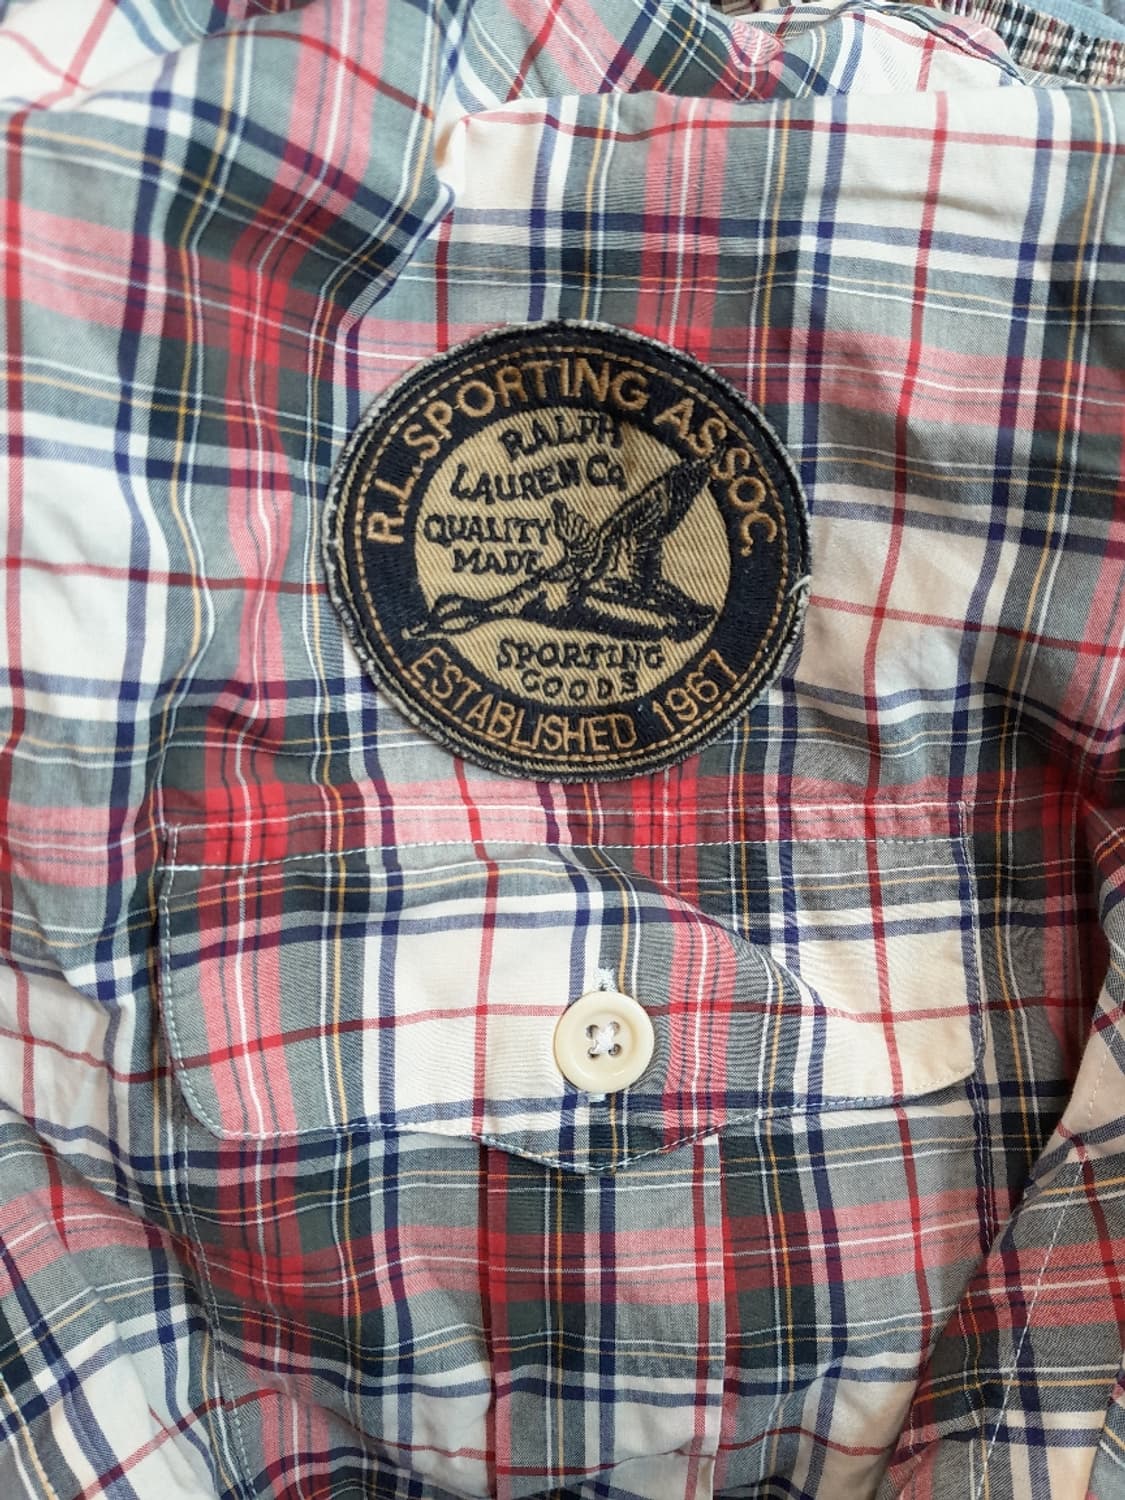 R.L. SPORTING ASSOC.
RALPH
LAUREN Co
QUALITY
MADE
SPORTING
GOODS
ESTABLISHED 1967